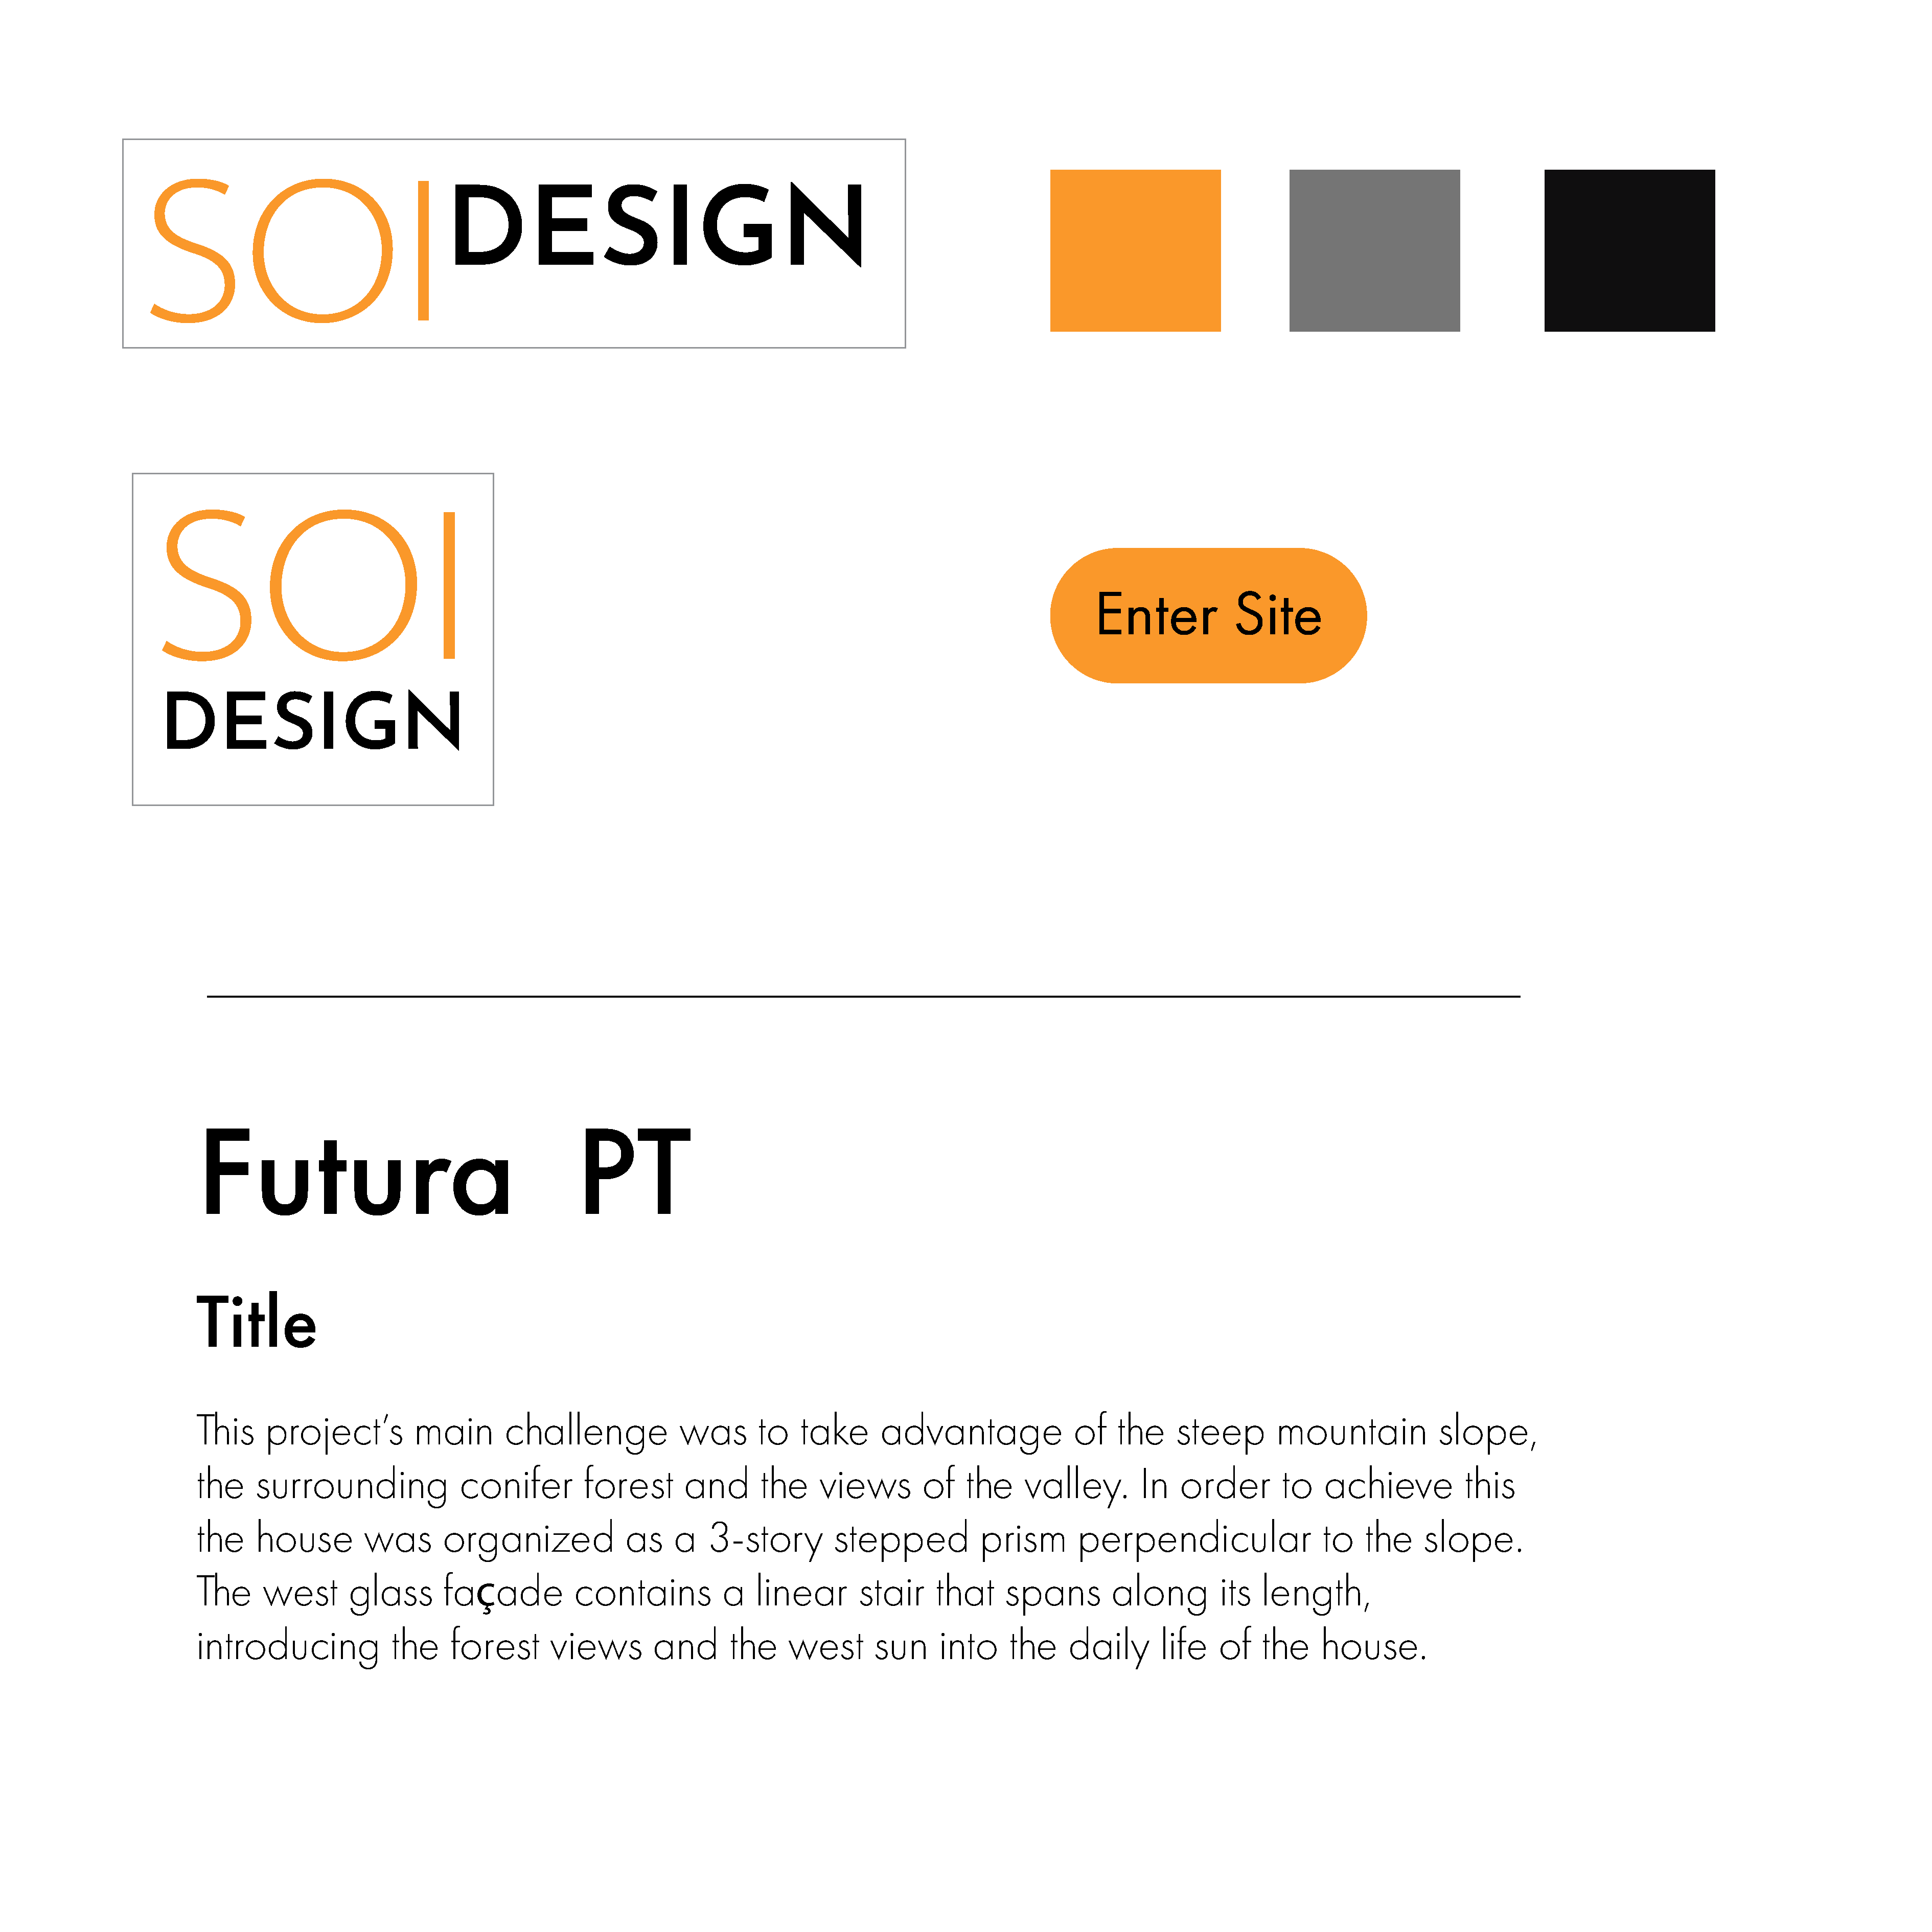 SOI DESIGN
SOI
DESIGN
Enter Site
Futura PT
Title
This project’s main challenge was to take advantage of the steep mountain slope,
the surrounding conifer forest and the views of the valley. In order to achieve this
the house was organized as a 3-story stepped prism perpendicular to the slope.
The west glass façade contains a linear stair that spans along its length,
introducing the forest views and the west sun into the daily life of the house.